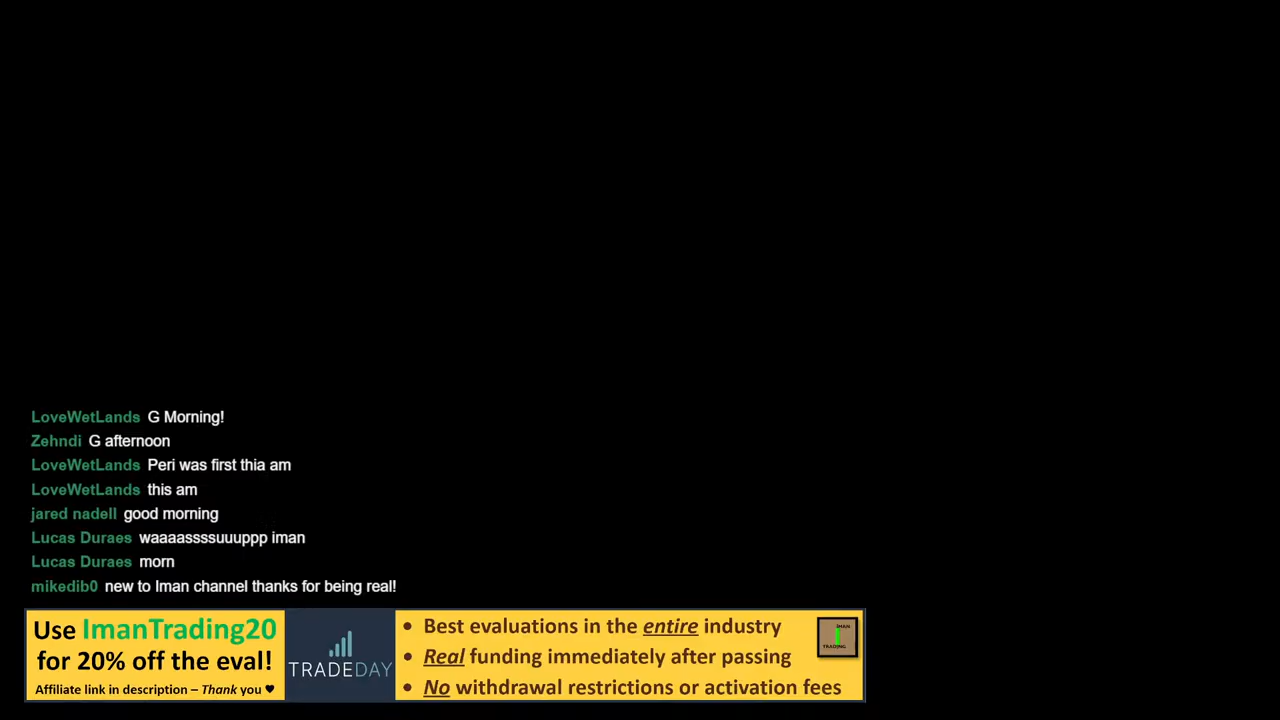 LoveWetLands G Morning!
Zehndi G afternoon
LoveWetLands Peri was first thia am
LoveWetLands this am
jared nadell good morning
Lucas Duraes waaaassssuuuppp iman
Lucas Duraes morn
mikedib0 new to Iman channel thanks for being real!
Use ImanTrading20
for 20% off the eval!
Affiliate link in description – Thank you ♥
TRADEDAY
• Best evaluations in the entire industry
• Real funding immediately after passing
• No withdrawal restrictions or activation fees
IMAN
TRADING